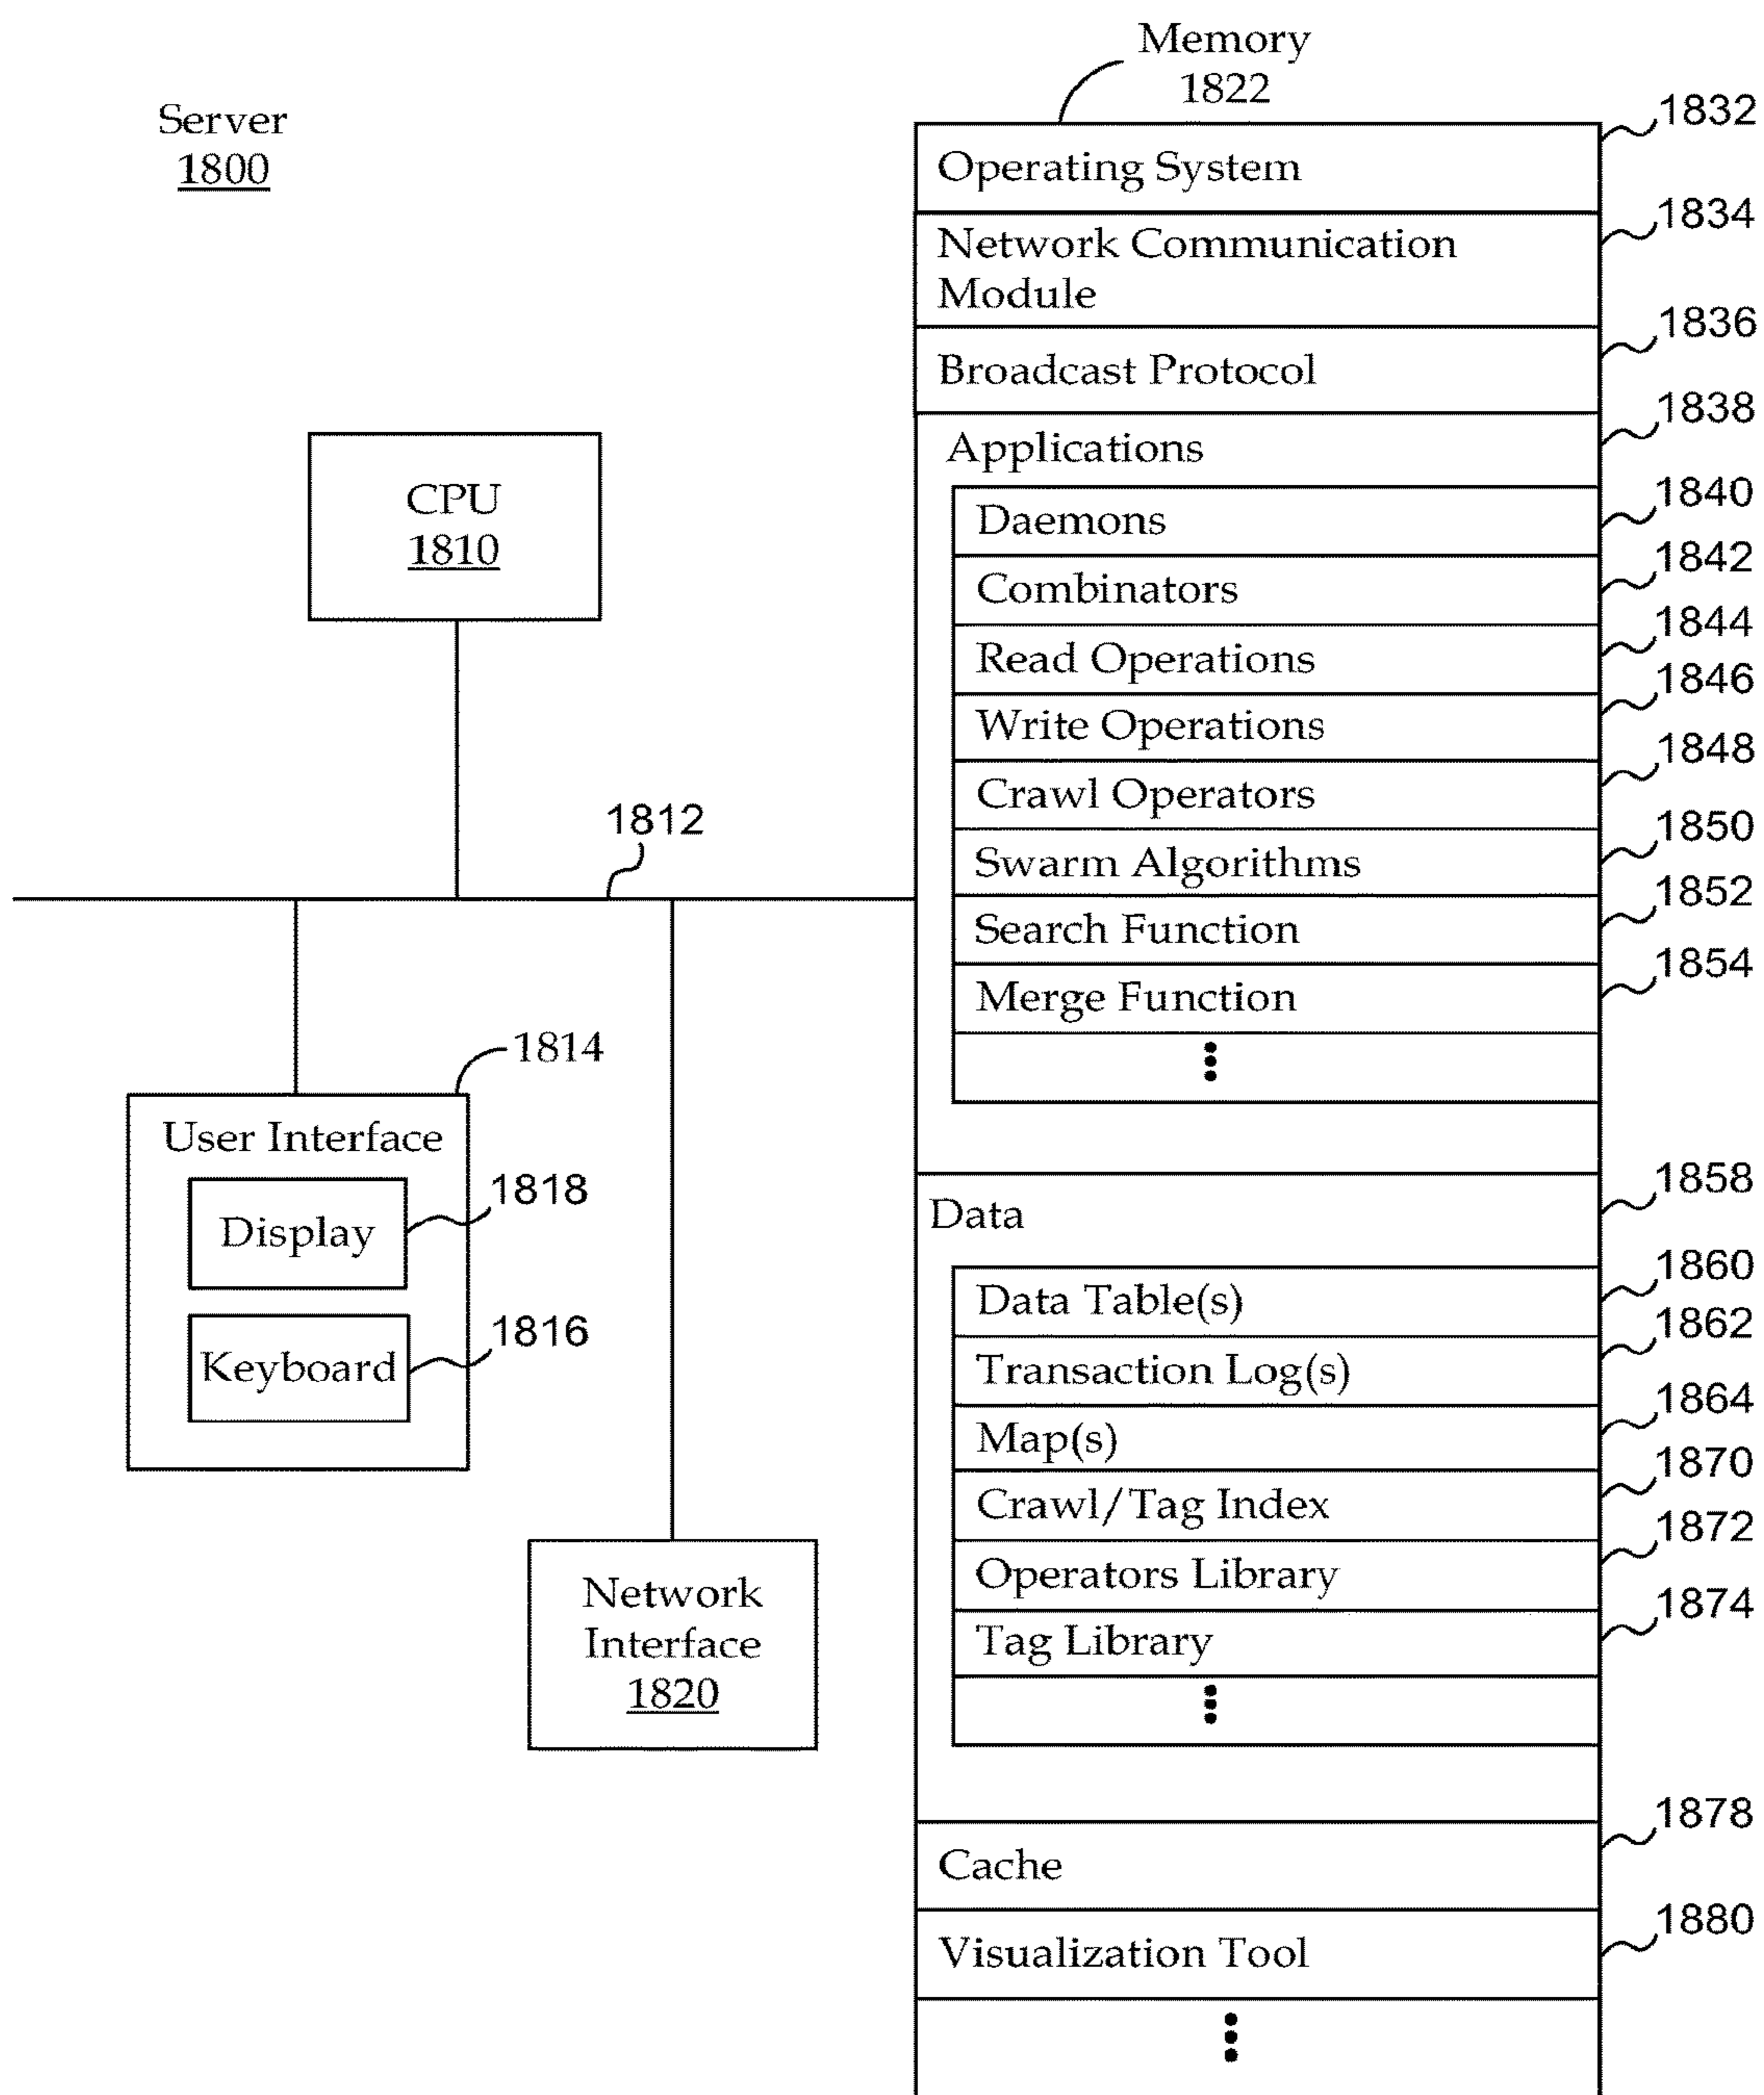 Server
1800
Memory
1822
Operating System
1832
Network Communication
Module
1834
Broadcast Protocol
1836
Applications
1838
Daemons
1840
Combinators
1842
Read Operations
1844
Write Operations
1846
Crawl Operators
1848
Swarm Algorithms
1850
Search Function
1852
Merge Function
1854
CPU
1810
1812
1814
User Interface
Display
1818
Keyboard
1816
Network
Interface
1820
Data
1858
Data Table(s)
1860
Transaction Log(s)
1862
Map(s)
1864
Crawl/Tag Index
1870
Operators Library
1872
Tag Library
1874
Cache
1878
Visualization Tool
1880